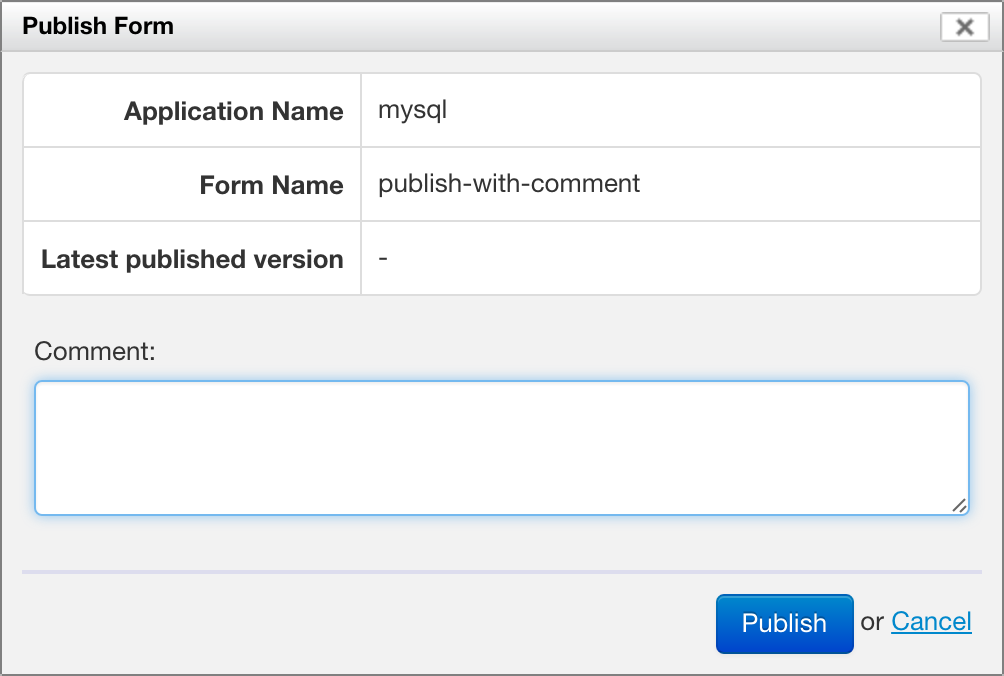 Publish Form
Application Name mysql
Form Name publish-with-comment
Latest published version -
Comment:
Publish or Cancel